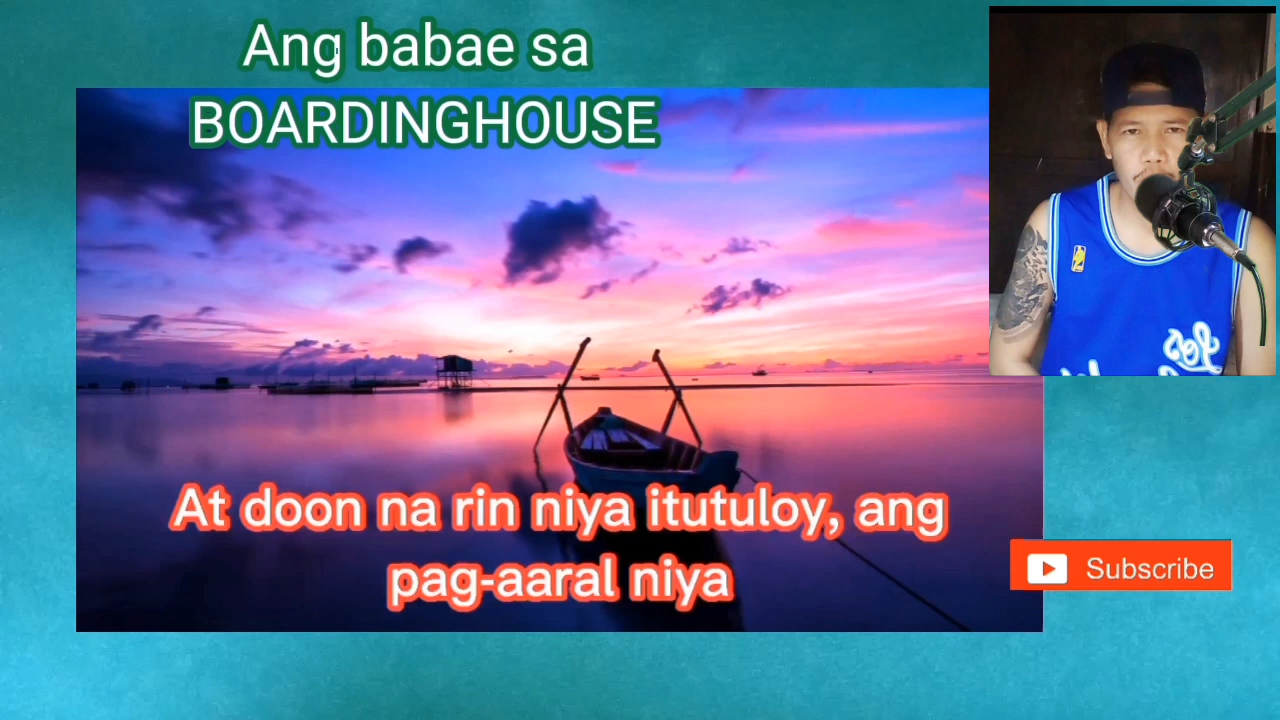 Ang babae sa
BOARDINGHOUSE
At doon na rin niya itutuloy, ang
pag-aaral niya
Subscribe